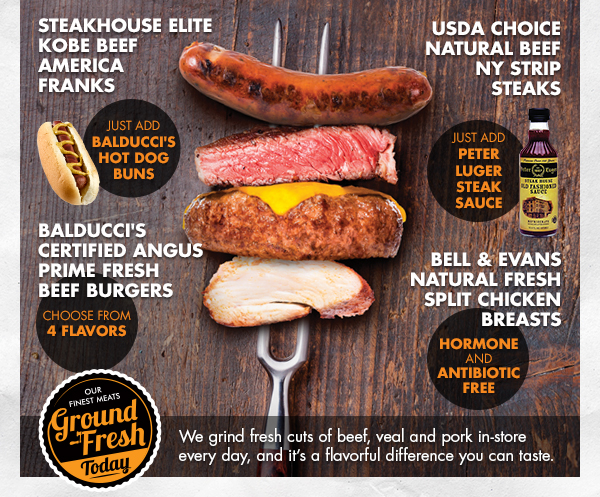 STEAKHOUSE ELITE
KOBE BEEF
AMERICA
FRANKS
JUST ADD
BALDUCCI'S
HOT DOG
BUNS
USDA CHOICE
NATURAL BEEF
NY STRIP
STEAKS
JUST ADD
PETER
LUGER
STEAK
SAUCE
Peter Luger
STEAK HOUSE
OLD FASHIONED
SAUCE
BALDUCCI'S
CERTIFIED ANGUS
PRIME FRESH
BEEF BURGERS
CHOOSE FROM
4 FLAVORS
BELL & EVANS
NATURAL FRESH
SPLIT CHICKEN
BREASTS
HORMONE
AND
ANTIBIOTIC
FREE
OUR
FINEST MEATS
Ground
Fresh
Today
We grind fresh cuts of beef, veal and pork in-store
every day, and it's a flavorful difference you can taste.